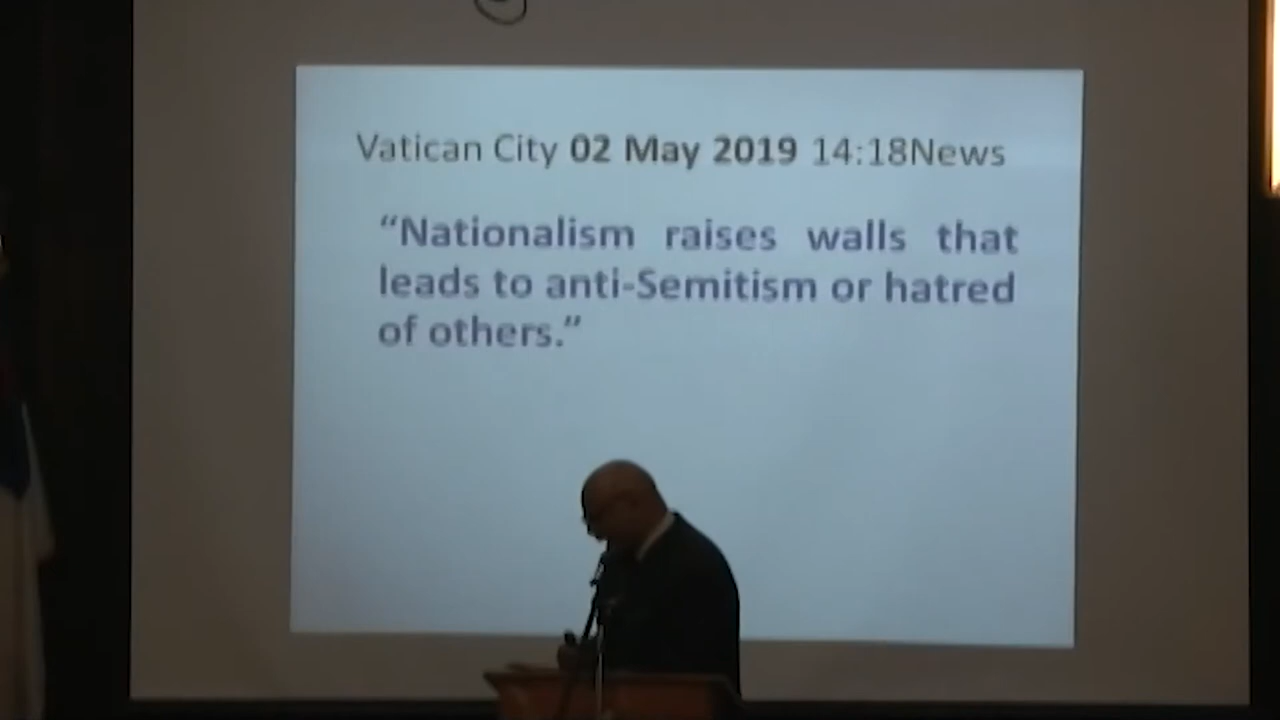 Vatican City 02 May 2019 14:18News
“Nationalism raises walls that
leads to anti-Semitism or hatred
of others.”